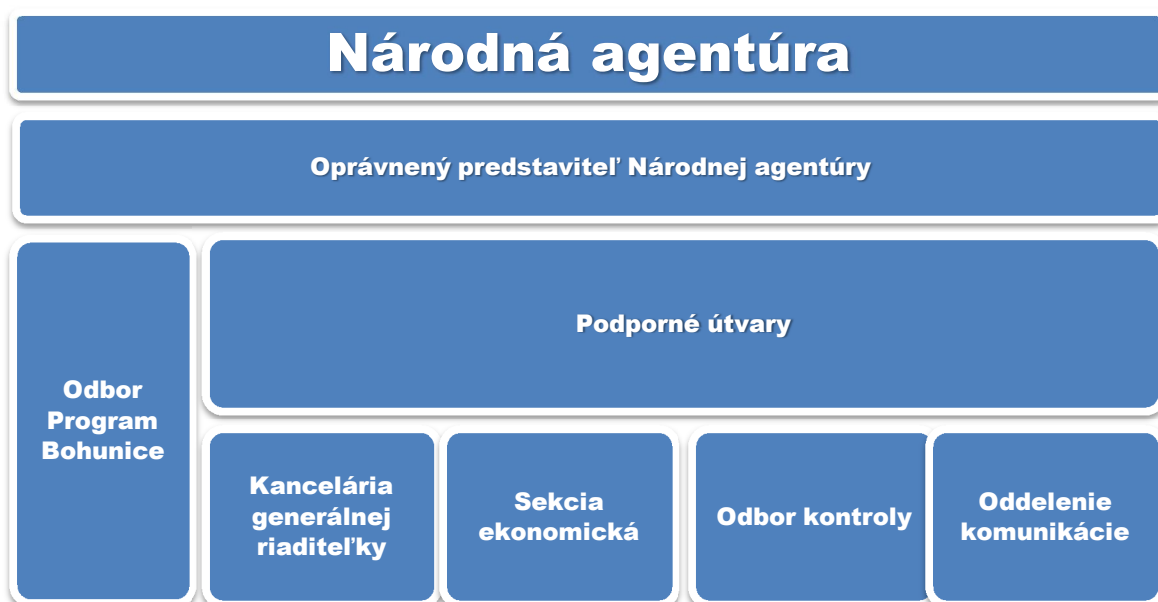 Národná agentúra
Oprávnený predstaviteľ Národnej agentúry
Podporné útvary
Odbor
Program
Bohunice
Kancelária
generálnej
riaditeľky
Sekcia
ekonomická
Odbor kontroly
Oddelenie
komunikácie